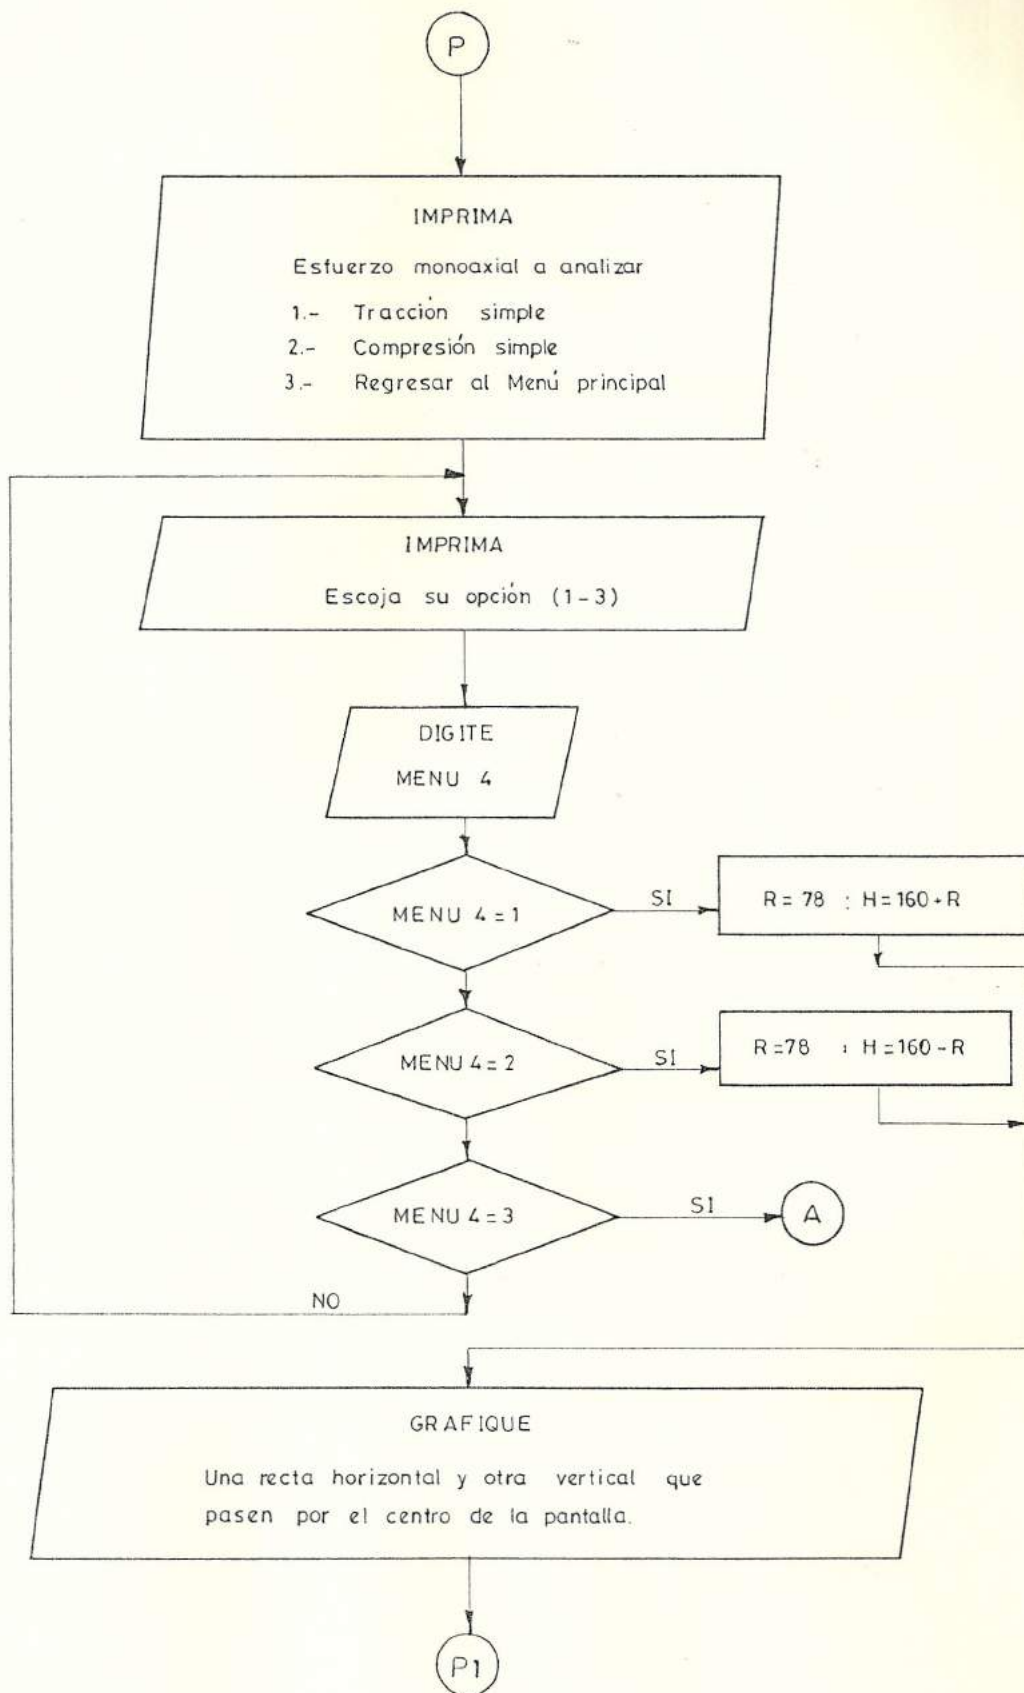 P
IMPRIMA
Esfuerzo monoaxial a analizar
1.- Tracción simple
2.- Compresión simple
3.- Regresar al Menú principal
IMPRIMA
Escoja su opción (1-3)
DIGITE
MENU 4
MENU 4=1
SI
R=78 : H=160+R
MENU 4=2
SI
R=78 : H=160-R
MENU 4=3
SI
A
NO
GRAFIQUE
Una recta horizontal y otra vertical que
pasen por el centro de la pantalla.
P1